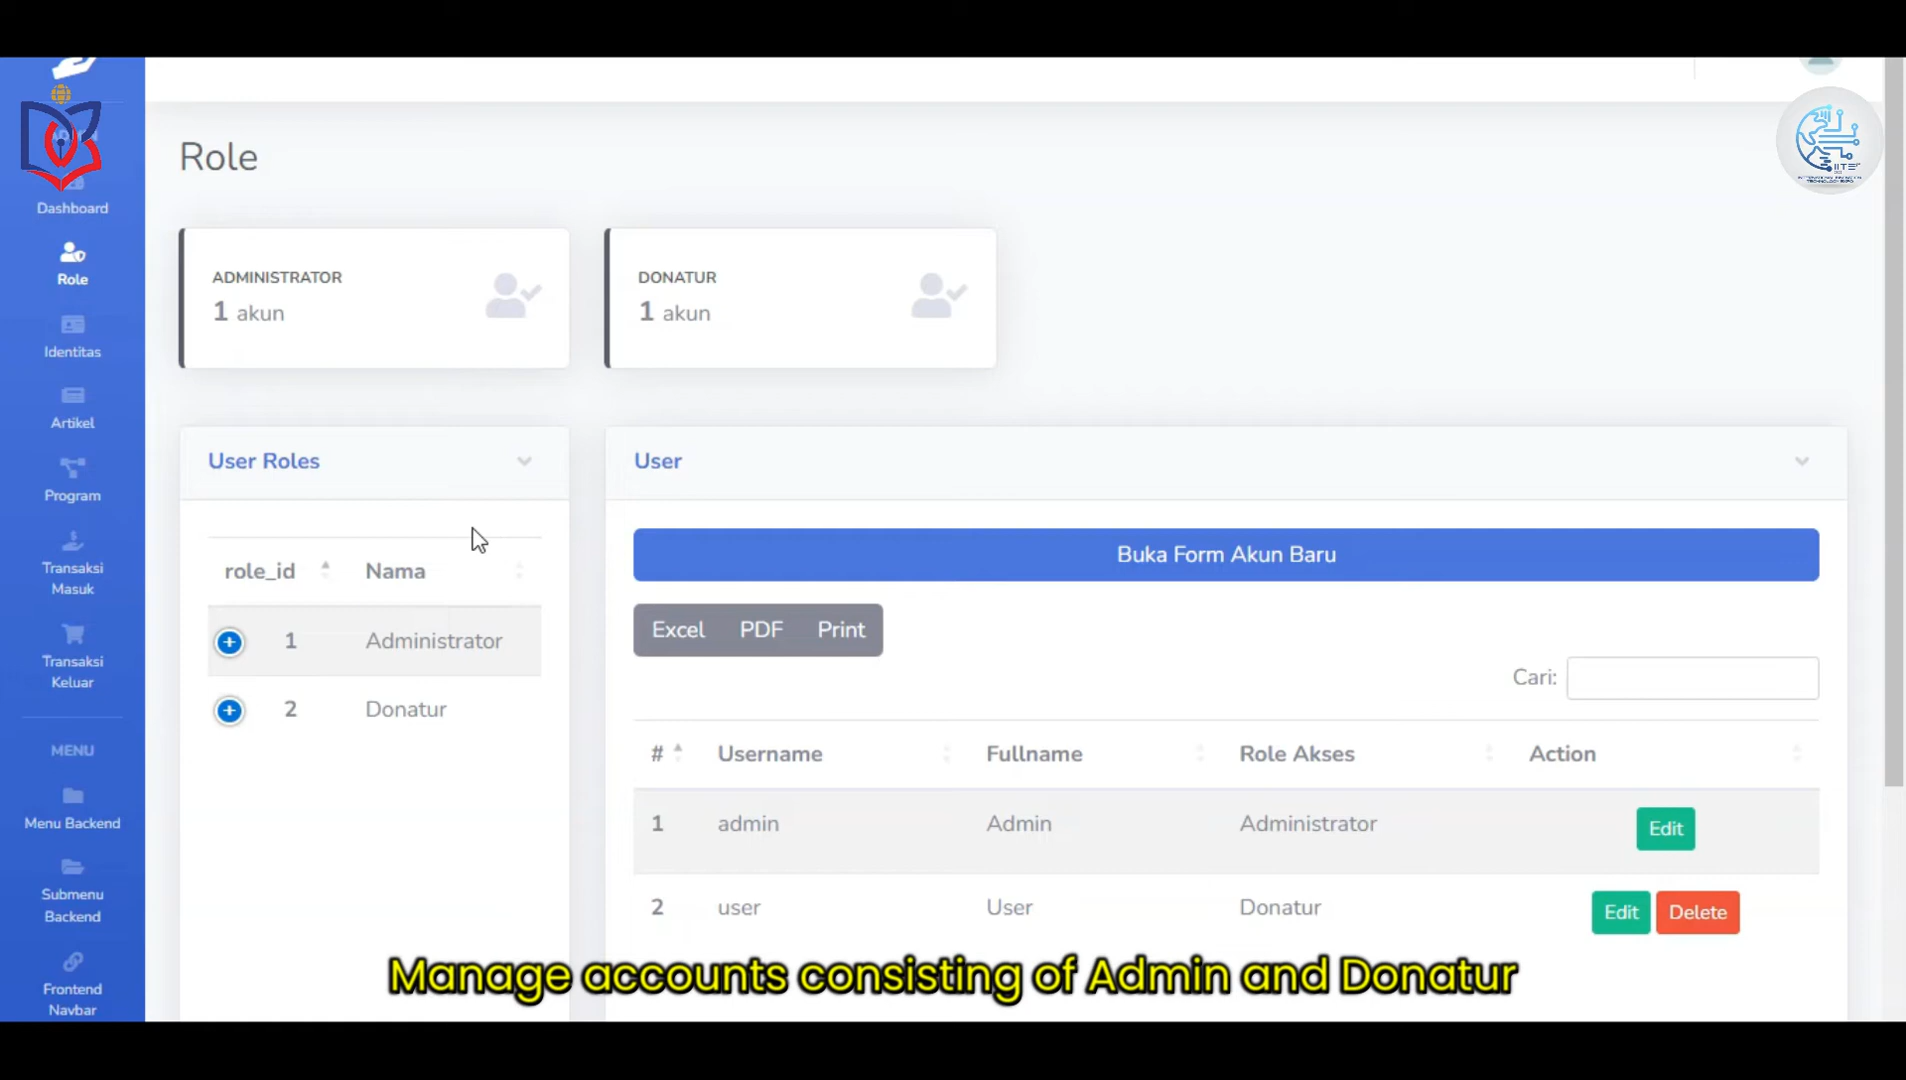 Dashboard
Role
Identitas
Artikel
Program
Transaksi
Masuk
Transaksi
Keluar
MENU
Menu Backend
Submenu
Backend
Frontend
Navbar
IITE
Role
ADMINISTRATOR
1 akun
DONATUR
1 akun
User Roles
role_id Nama
1 Administrator
2 Donatur
User
Buka Form Akun Baru
Excel PDF Print
Cari:
# Username Fullname Role Akses Action
1 admin Admin Administrator Edit
2 user User Donatur Edit Delete
Manage accounts consisting of Admin and Donatur